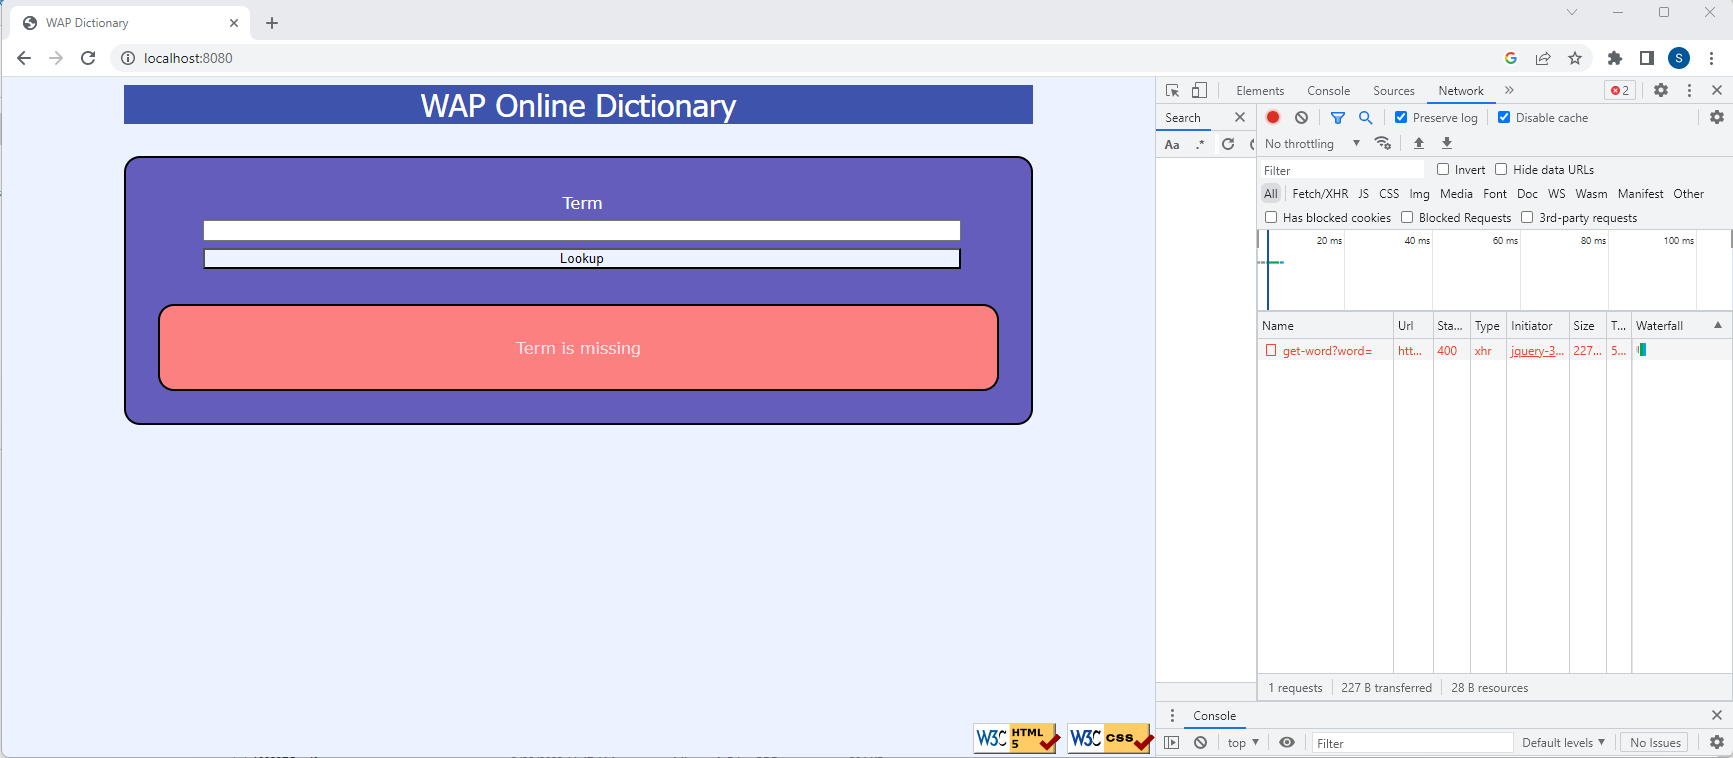 WAP Dictionary
localhost:8080
S
WAP Online Dictionary
Term
Lookup
Term is missing
W3C HTML 5
W3C CSS
Elements Console Sources Network » 2
Search
Preserve log Disable cache
Aa .*
No throttling
Filter Invert Hide data URLs
All Fetch/XHR JS CSS Img Media Font Doc WS Wasm Manifest Other
Has blocked cookies Blocked Requests 3rd-party requests
20 ms 40 ms 60 ms 80 ms 100 ms
Name Url Sta... Type Initiator Size T... Waterfall
get-word?word= htt... 400 xhr jquery-3... 227... 5...
1 requests 227 B transferred 28 B resources
Console
top Filter Default levels No Issues